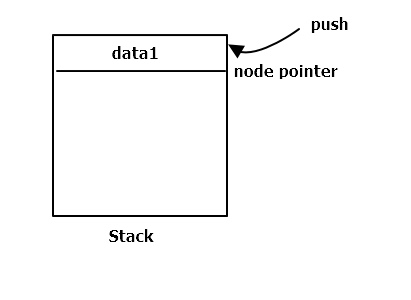 push
data1
node pointer
Stack